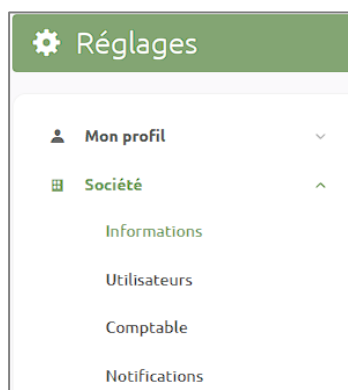 Réglages
Mon profil
Société
Informations
Utilisateurs
Comptable
Notifications